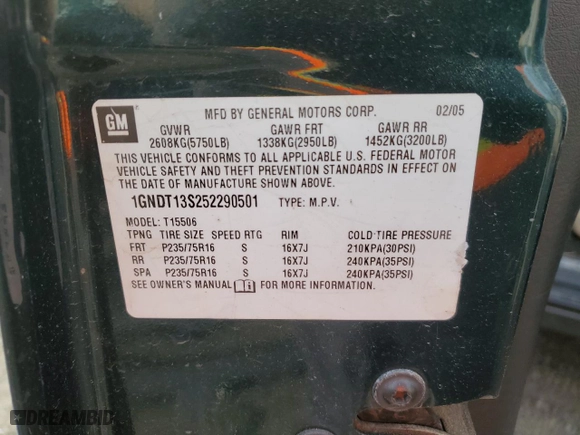 GM
MFD BY GENERAL MOTORS CORP. 02/05
GVWR GAWR FRT GAWR RR
2608KG(5750LB) 1338KG(2950LB) 1452KG(3200LB)
THIS VEHICLE CONFORMS TO ALL APPLICABLE U.S. FEDERAL MOTOR
VEHICLE SAFETY AND THEFT PREVENTION STANDARDS IN EFFECT ON
THE DATE OF MANUFACTURE SHOWN ABOVE.
1GNDT13S252290501 TYPE: M.P.V.
MODEL: T15506
TPNG TIRE SIZE SPEED RTG RIM COLD TIRE PRESSURE
FRT P235/75R16 S 16X7J 210KPA(30PSI)
RR P235/75R16 S 16X7J 240KPA(35PSI)
SPA P235/75R16 S 16X7J 240KPA(35PSI)
SEE OWNER'S MANUAL i FOR MORE INFORMATION.
DREAMBID